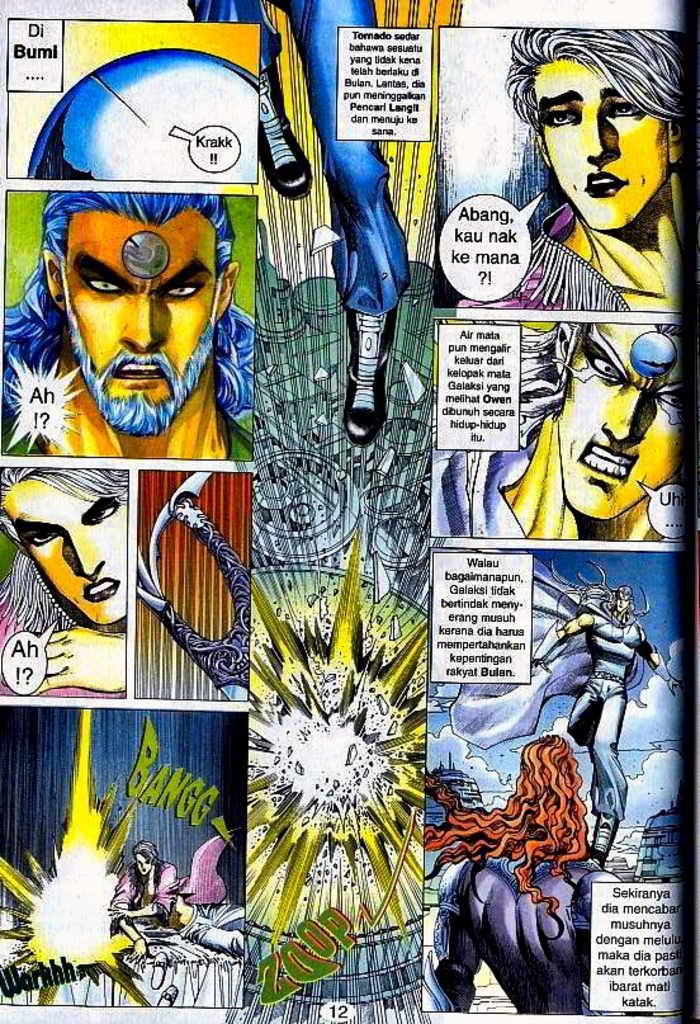 Di
Bumi
....
Krakk
!!
Tornado sedar
bahawa sesuatu
yang tidak kena
telah berlaku di
Bulan. Lantas, dia
pun meninggalkan
Pencari Langit
dan menuju ke
sana.
Abang,
kau nak
ke mana
?!
Ah
!?
Air mata
pun mengalir
keluar dari
kelopak mata
Galaksi yang
melihat Owen
dibunuh secara
hidup-hidup
itu.
Uhh
....
Ah
!?
Walau
bagaimanapun,
Galaksi tidak
bertindak meny-
erang musuh
kerana dia harus
mempertahankan
kepentingan
rakyat Bulan.
BANGG
Warhhh
ZOOP
Sekiranya
dia mencabar
musuhnya
dengan melulu,
maka dia pasti
akan terkorban
ibarat mati
katak.
12